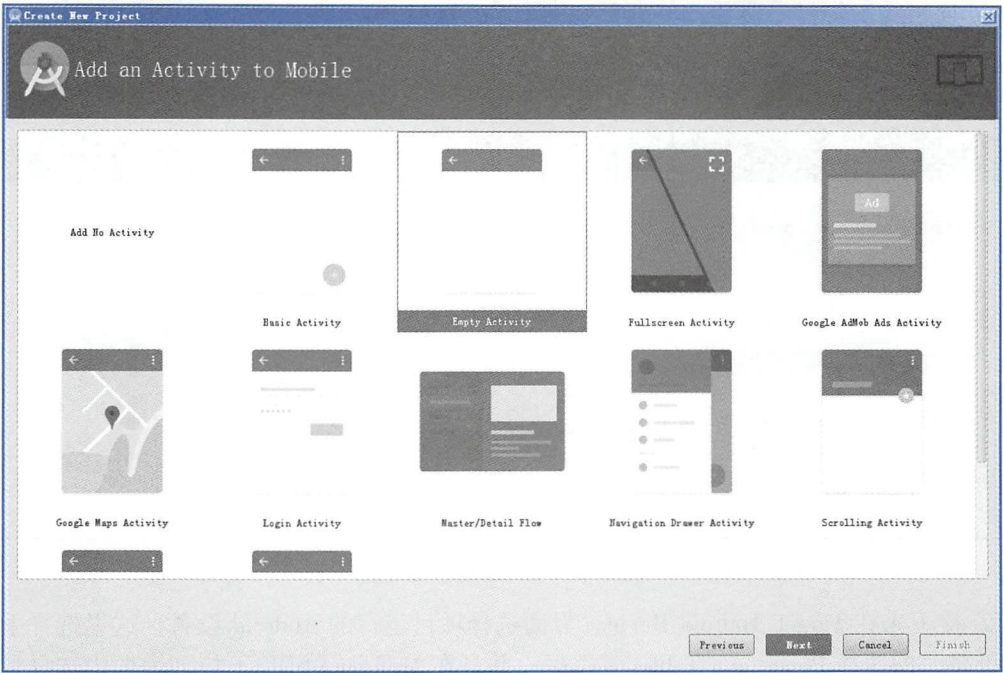 Create New Project
Add an Activity to Mobile
Add No Activity
Basic Activity
Empty Activity
Fullscreen Activity
Ad
Google AdMob Ads Activity
Google Maps Activity
Login Activity
Master/Detail Flow
Navigation Drawer Activity
Scrolling Activity
Previous
Next
Cancel
Finish